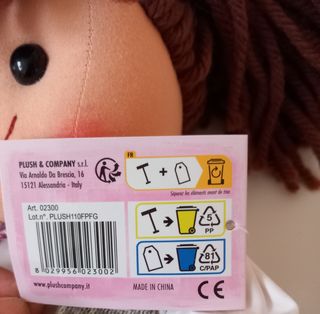 PLUSH & COMPANY s.r.l.
Via Arnaldo Da Brescia, 16
15121 Alessandria - Italy
FR
+
Séparez les éléments avant de trier
Art. 02300
Lot.n°. PLUSH110FPFG
8 029956 023002
www.plushcompany.it
5
PP
81
C/PAP
MADE IN CHINA
CE